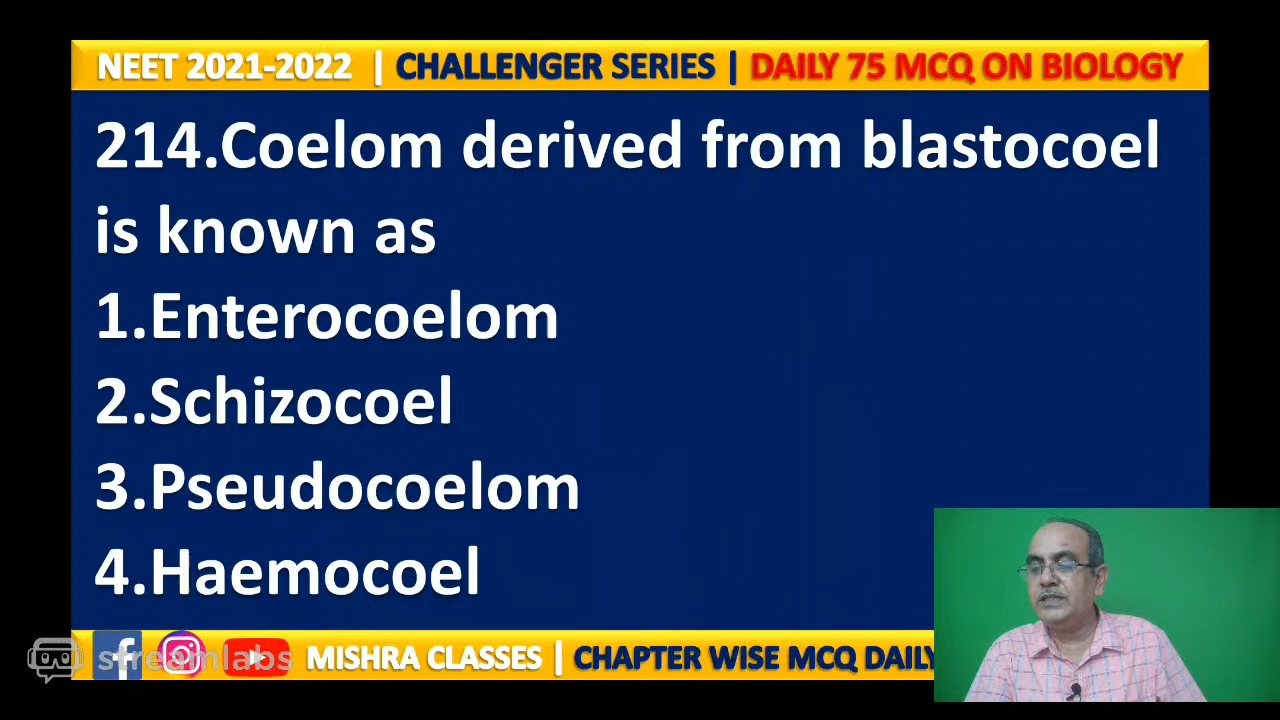 NEET 2021-2022 | CHALLENGER SERIES | DAILY 75 MCQ ON BIOLOGY
214.Coelom derived from blastocoel
is known as
1.Enterocoelom
2.Schizocoel
3.Pseudocoelom
4.Haemocoel
streamlabs
MISHRA CLASSES | CHAPTER WISE MCQ DAILY